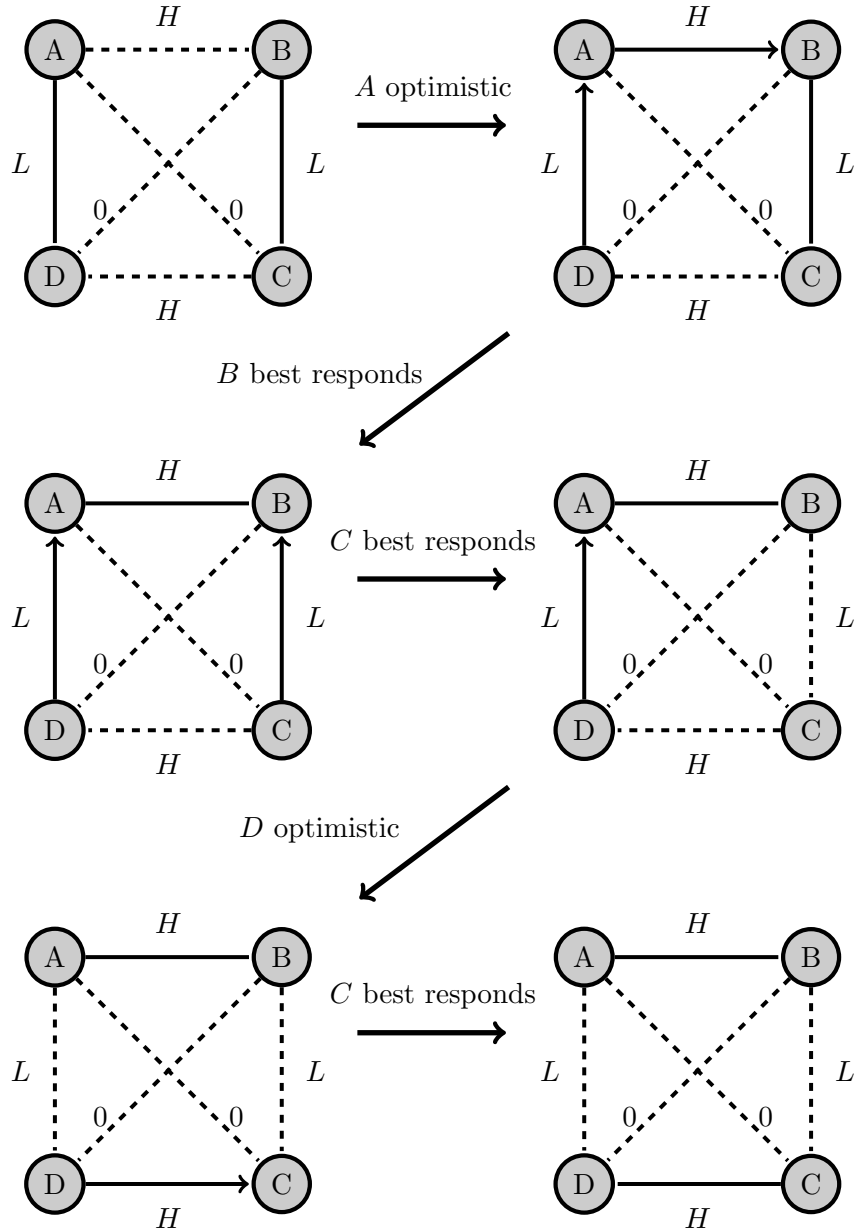 H
A B
L L
0 0
D C
H
A optimistic
H
A B
L L
0 0
D C
H
B best responds
H
A B
L L
0 0
D C
H
C best responds
H
A B
L L
0 0
D C
H
D optimistic
H
A B
L L
0 0
D C
H
C best responds
H
A B
L L
0 0
D C
H